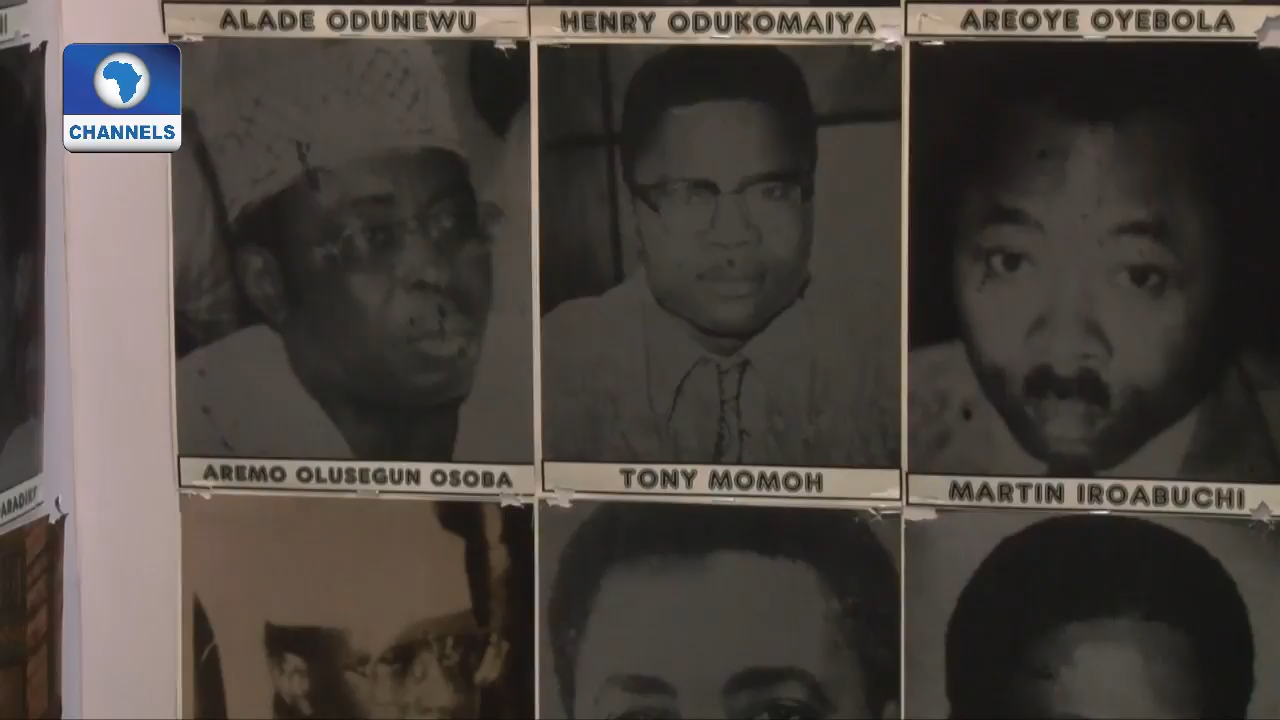 ALADE ODUNEWU
HENRY ODUKOMAIYA
AREOYE OYEBOLA
CHANNELS
AREMO OLUSEGUN OSOBA
TONY MOMOH
MARTIN IROABUCHI